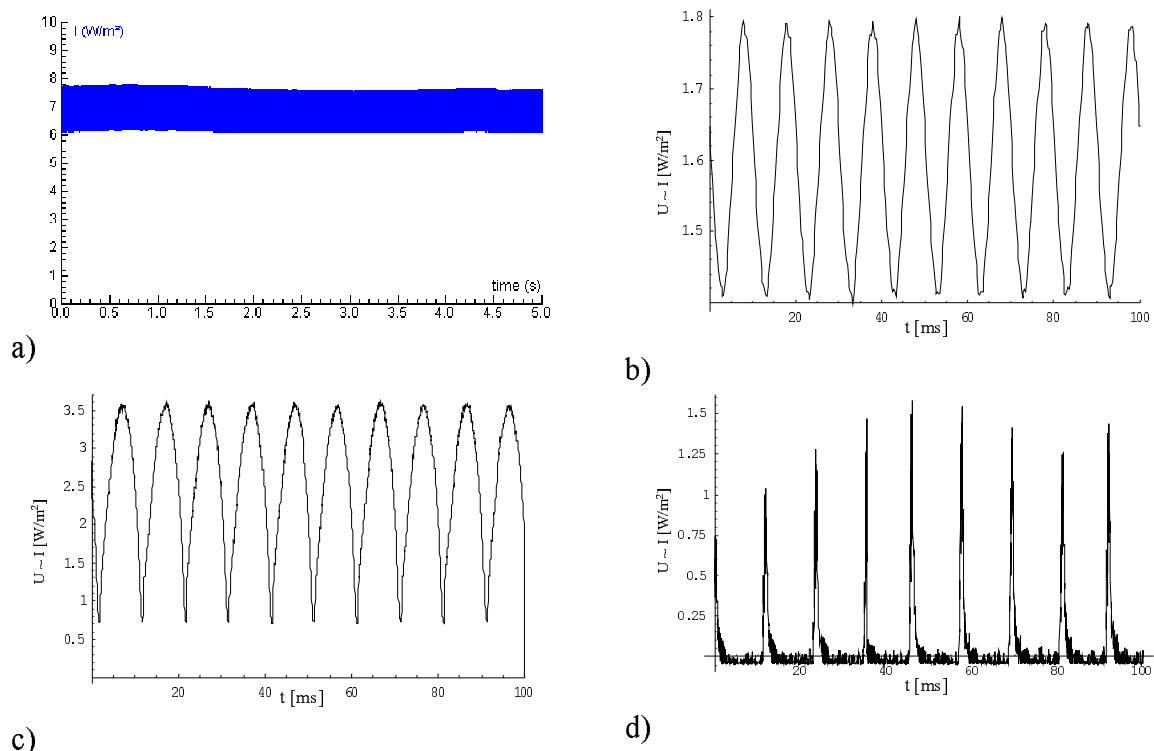 I (W/m²)
10
9
8
7
6
5
4
3
2
1
0
time (s)
0.0 0.5 1.0 1.5 2.0 2.5 3.0 3.5 4.0 4.5 5.0
a)
1.8
1.7
1.6
1.5
U ~ I [W/m²]
20 40 60 80 100
t [ms]
b)
3.5
3
2.5
2
1.5
1
0.5
U ~ I [W/m²]
20 40 60 80 100
t [ms]
c)
1.5
1.25
1
0.75
0.5
0.25
U ~ I [W/m²]
20 40 60 80 100
t [ms]
d)